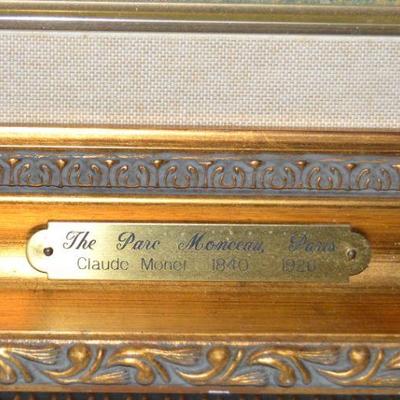 The Parc Monceau, Paris
Claude Monet 1840 1926